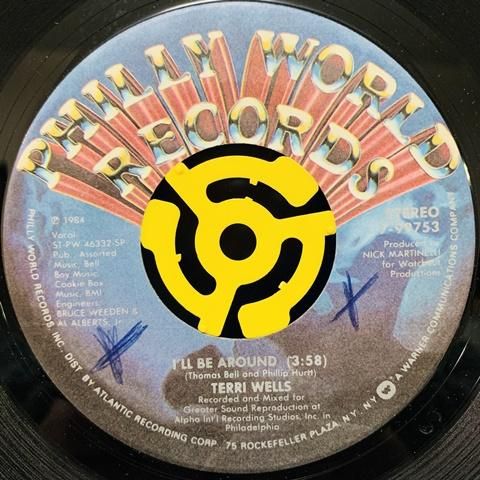 PHILLY WORLD
RECORDS
℗ 1984
Vocal
ST-PW-46332-SP
Pub. Assorted
Music, Bell
Boy Music,
Cookie Box
Music, BMI
Engineers:
BRUCE WEEDEN &
AL ALBERTS, Jr.
STEREO
99753
Produced by
NICK MARTINELLI
for Watchout
Productions
I'LL BE AROUND (3:58)
(Thomas Bell and Phillip Hurtt)
TERRI WELLS
Recorded and Mixed for
Greater Sound Reproduction at
Alpha Int'l Recording Studios, Inc. in
Philadelphia
PHILLY WORLD RECORDS, INC. DIST BY ATLANTIC RECORDING CORP. 75 ROCKEFELLER PLAZA, NY. NY. A WARNER COMMUNICATIONS COMPANY